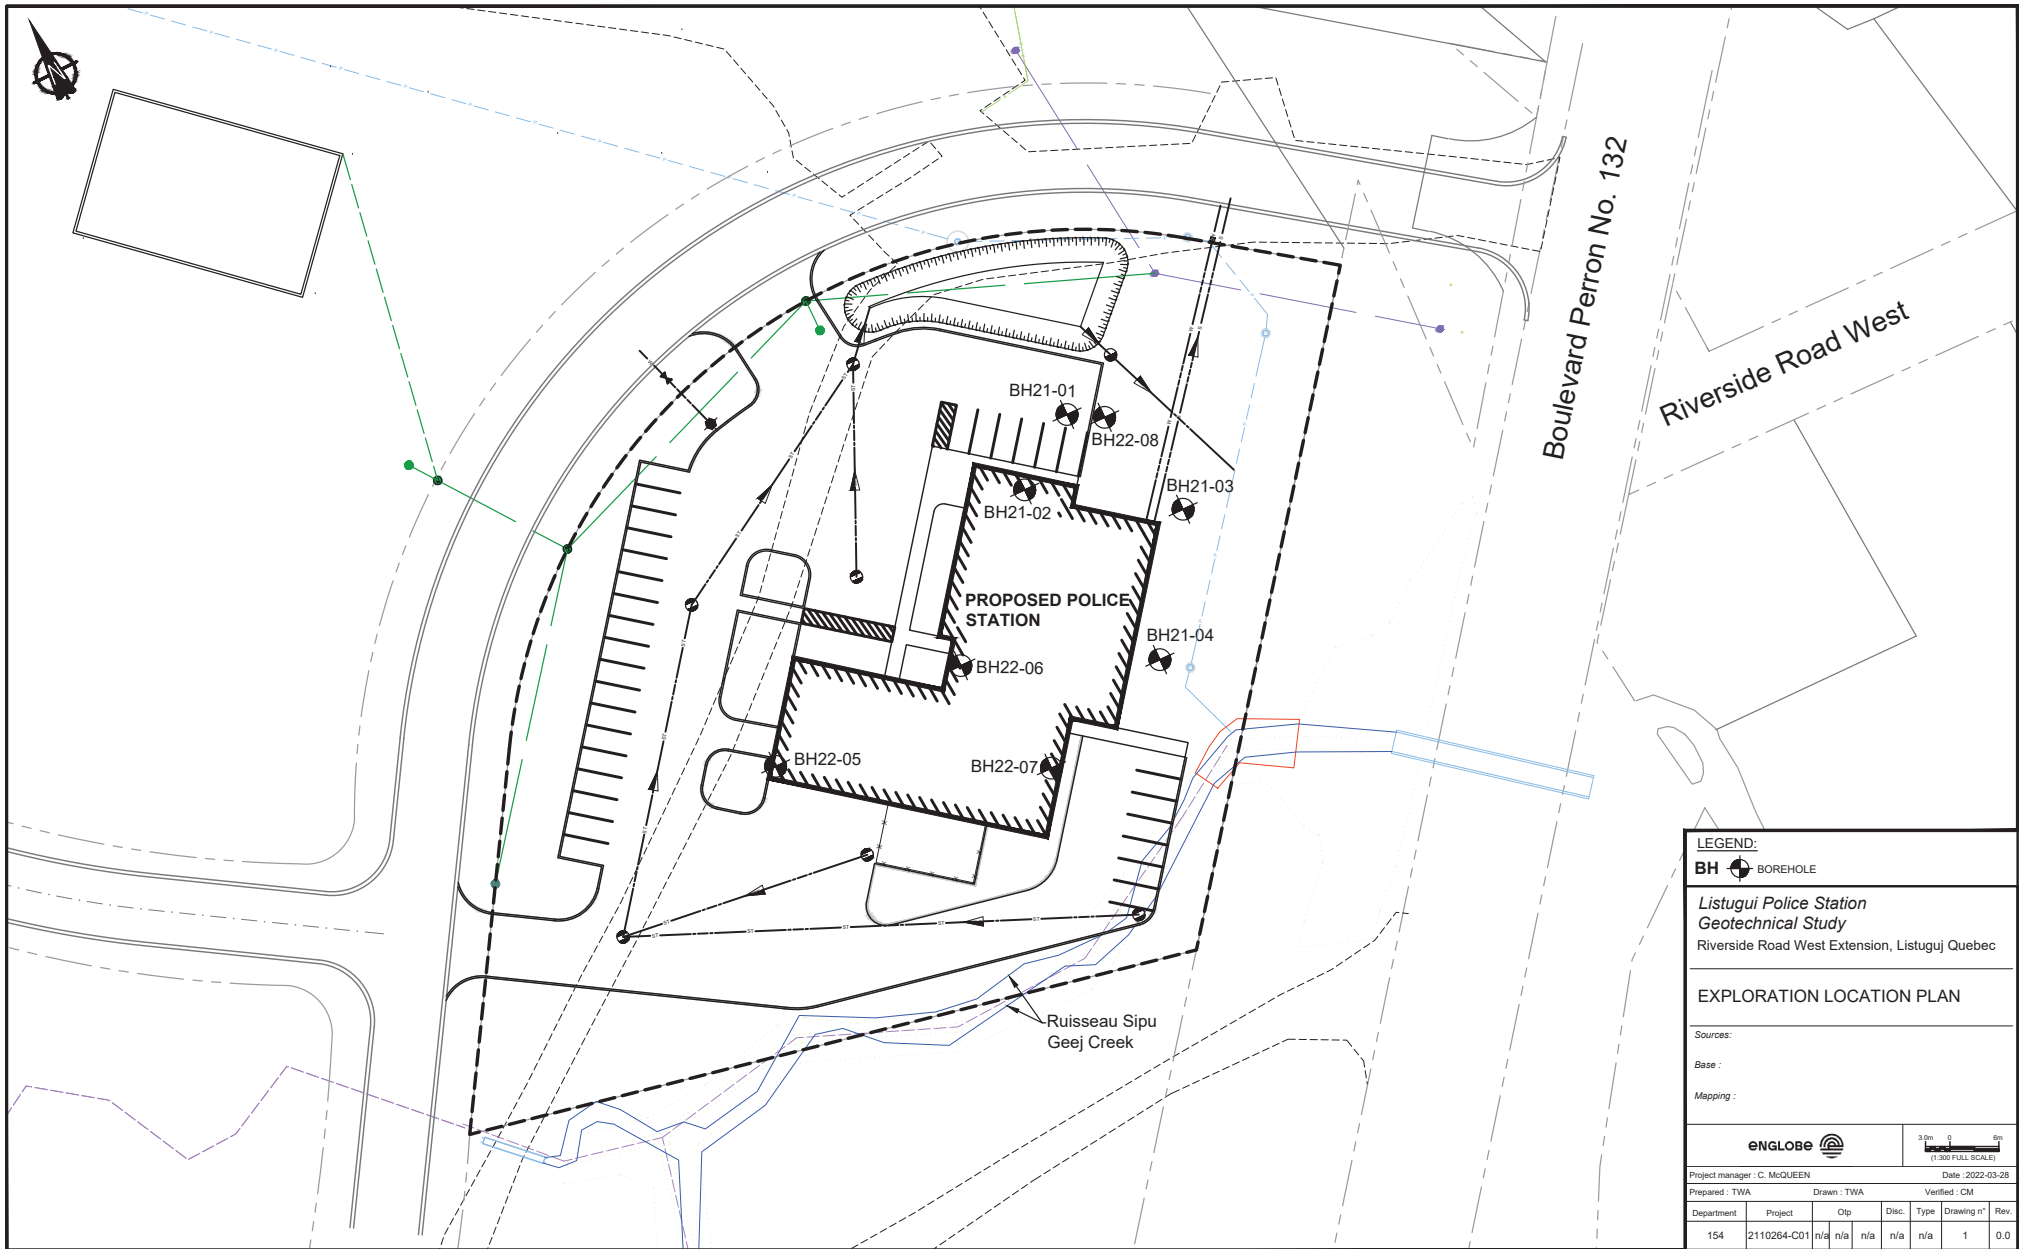 Boulevard Perron No. 132
Riverside Road West
BH21-01
BH22-08
BH21-03
BH21-02
PROPOSED POLICE
STATION
BH21-04
BH22-06
BH22-05
BH22-07
Ruisseau Sipu
Geej Creek
LEGEND:
BH BOREHOLE
Listugui Police Station
Geotechnical Study
Riverside Road West Extension, Listuguj Quebec
EXPLORATION LOCATION PLAN
Sources:
Base :
Mapping :
ENGLOBE
3.0m 0 6m
(1:300 FULL SCALE)
Project manager : C. McQUEEN Date : 2022-03-28
Prepared : TWA Drawn : TWA Verified : CM
Department Project Otp Disc. Type Drawing n° Rev.
154 2110264-C01 n/a n/a n/a n/a n/a 1 0.0